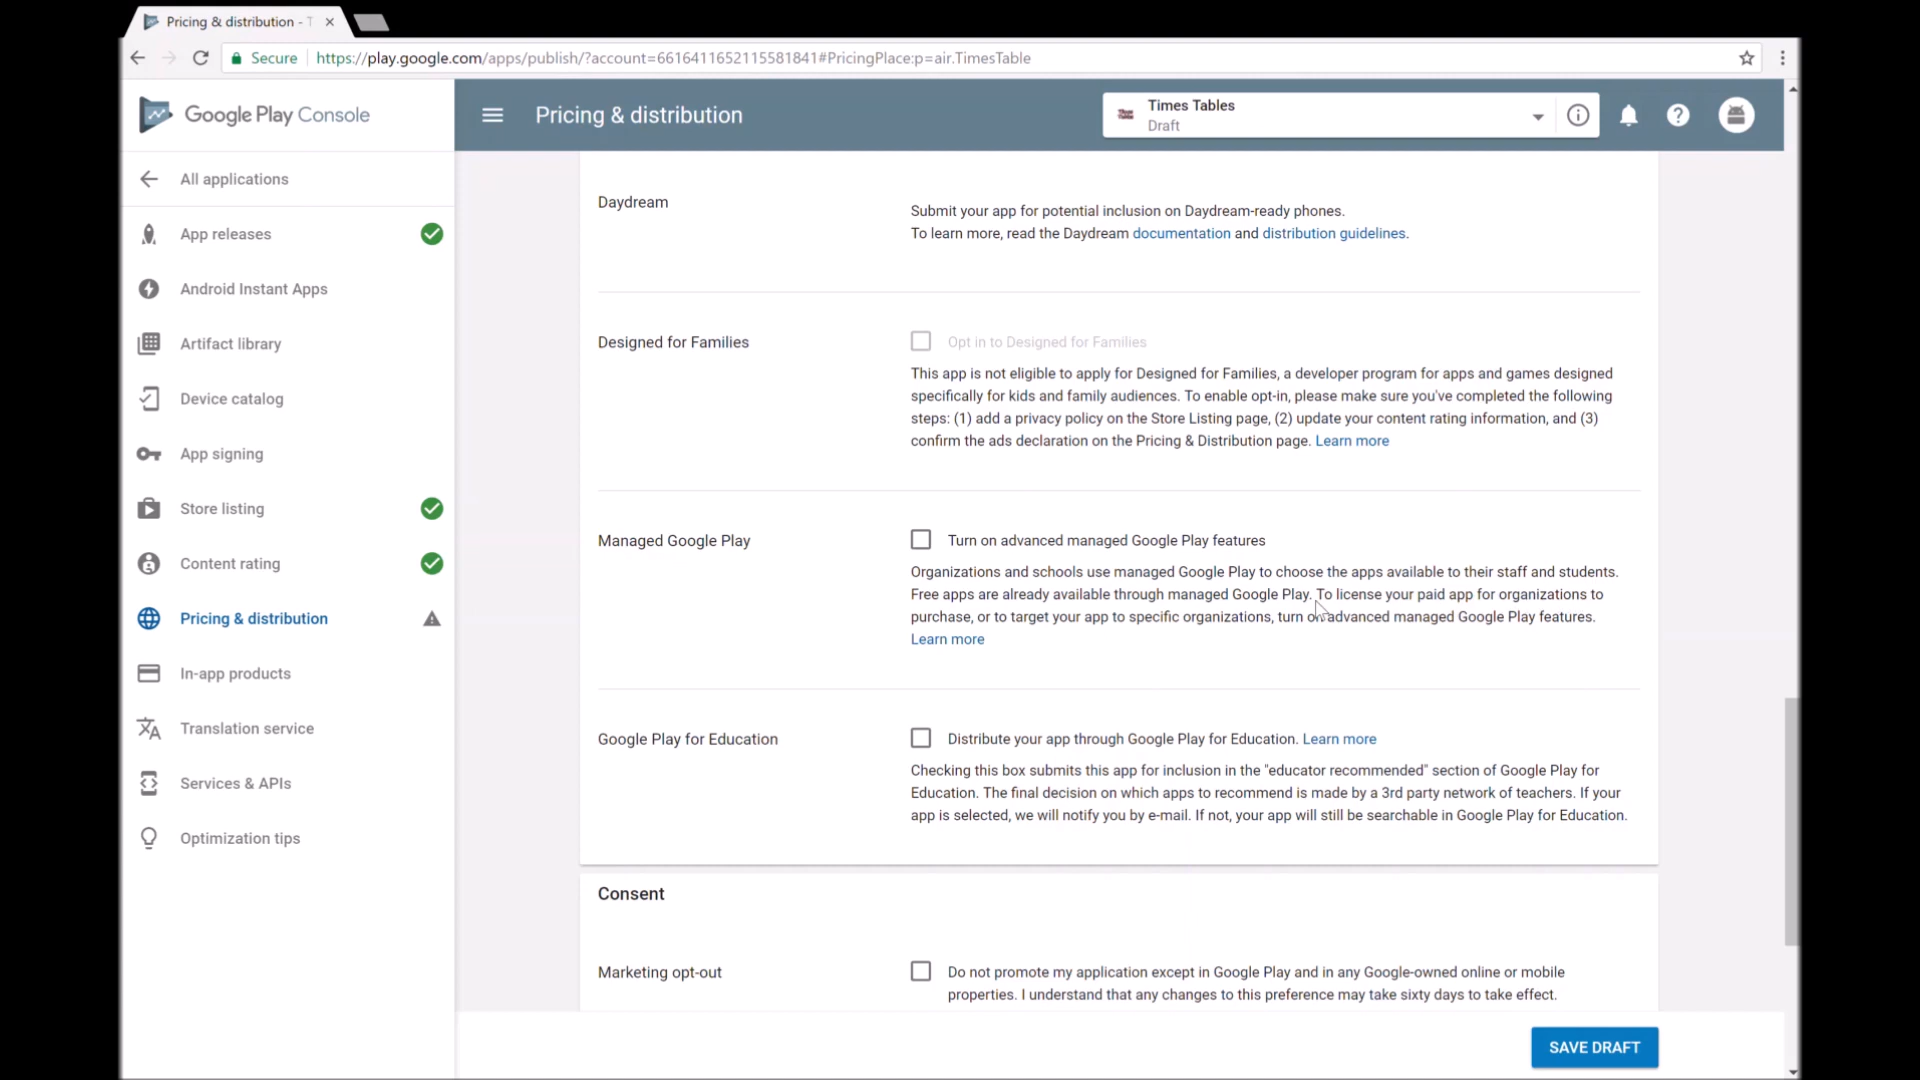 Pricing & distribution - T
Secure https://play.google.com/apps/publish/?account=6616411652115581841#PricingPlace:p=air.TimesTable
Google Play Console
Pricing & distribution
Times Tables
Draft
All applications
App releases
Android Instant Apps
Artifact library
Device catalog
App signing
Store listing
Content rating
Pricing & distribution
In-app products
Translation service
Services & APIs
Optimization tips
Daydream
Submit your app for potential inclusion on Daydream-ready phones.
To learn more, read the Daydream documentation and distribution guidelines.
Designed for Families
Opt in to Designed for Families
This app is not eligible to apply for Designed for Families, a developer program for apps and games designed
specifically for kids and family audiences. To enable opt-in, please make sure you've completed the following
steps: (1) add a privacy policy on the Store Listing page, (2) update your content rating information, and (3)
confirm the ads declaration on the Pricing & Distribution page. Learn more
Managed Google Play
Turn on advanced managed Google Play features
Organizations and schools use managed Google Play to choose the apps available to their staff and students.
Free apps are already available through managed Google Play. To license your paid app for organizations to
purchase, or to target your app to specific organizations, turn on advanced managed Google Play features.
Learn more
Google Play for Education
Distribute your app through Google Play for Education. Learn more
Checking this box submits this app for inclusion in the "educator recommended" section of Google Play for
Education. The final decision on which apps to recommend is made by a 3rd party network of teachers. If your
app is selected, we will notify you by e-mail. If not, your app will still be searchable in Google Play for Education.
Consent
Marketing opt-out
Do not promote my application except in Google Play and in any Google-owned online or mobile
properties. I understand that any changes to this preference may take sixty days to take effect.
SAVE DRAFT